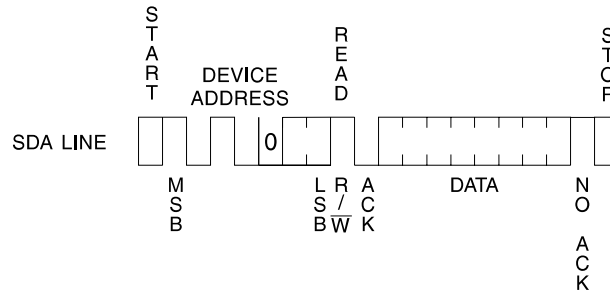 START
READ
STOP
DEVICE
ADDRESS
SDA LINE
0
MSB
LSB
R/W
ACK
DATA
NO ACK